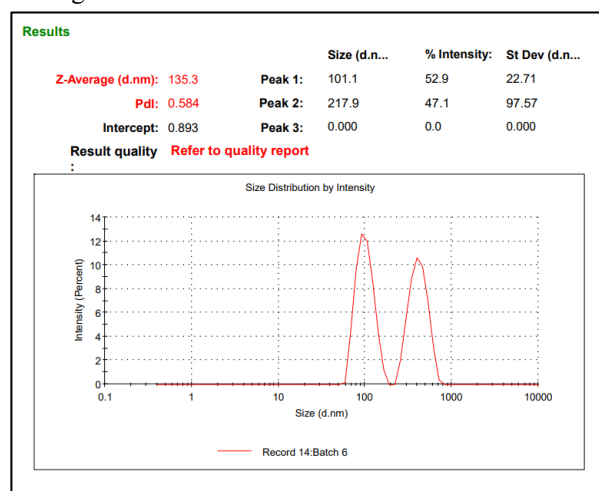 Results
Size (d.n... % Intensity: St Dev (d.n...
Z-Average (d.nm): 135.3 Peak 1: 101.1 52.9 22.71
PdI: 0.584 Peak 2: 217.9 47.1 97.57
Intercept: 0.893 Peak 3: 0.000 0.0 0.000
Result quality Refer to quality report
:
Size Distribution by Intensity
Intensity (Percent)
14
12
10
8
6
4
2
0
0.1 1 10 100 1000 10000
Size (d.nm)
Record 14:Batch 6